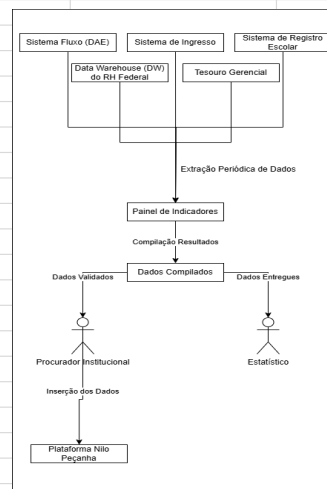 Sistema Fluxo (DAE)
Sistema de Ingresso
Sistema de Registro
Escolar
Data Warehouse (DW)
do RH Federal
Tesouro Gerencial
Extração Periódica de Dados
Painel de Indicadores
Compilação Resultados
Dados Compilados
Dados Validados
Dados Entregues
Procurador Institucional
Estatístico
Inserção dos Dados
Plataforma Nilo
Peçanha